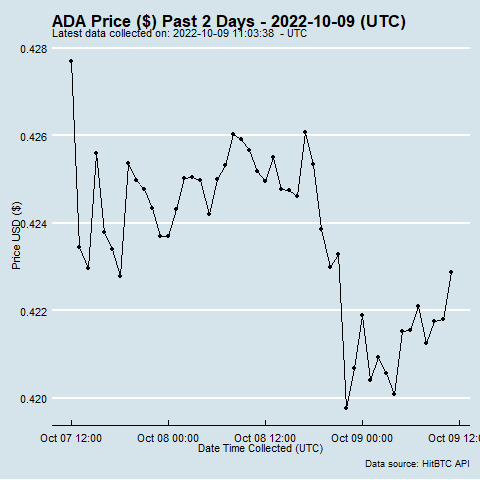 ADA Price ($) Past 2 Days - 2022-10-09 (UTC)
Latest data collected on: 2022-10-09 11:03:38  - UTC
0.428
0.426
0.424
0.422
0.420
Price USD ($)
Oct 07 12:00
Oct 08 00:00
Oct 08 12:00
Oct 09 00:00
Oct 09 12:00
Date Time Collected (UTC)
Data source: HitBTC API